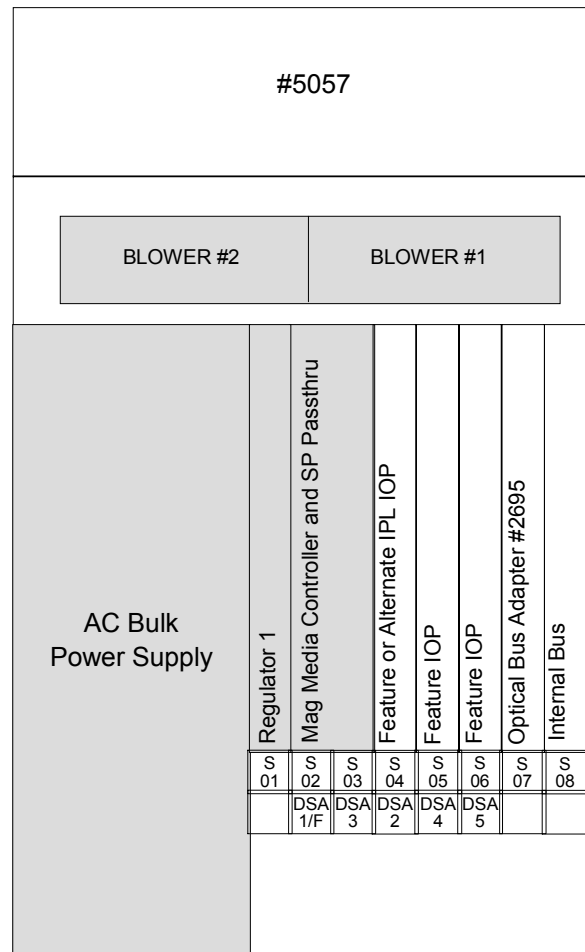 #5057
BLOWER #2
BLOWER #1
AC Bulk
Power Supply
Regulator 1
Mag Media Controller and SP Passthru
Feature or Alternate IPL IOP
Feature IOP
Feature IOP
Optical Bus Adapter #2695
Internal Bus
S
01
S
02
S
03
S
04
S
05
S
06
S
07
S
08
DSA
1/F
DSA
3
DSA
2
DSA
4
DSA
5